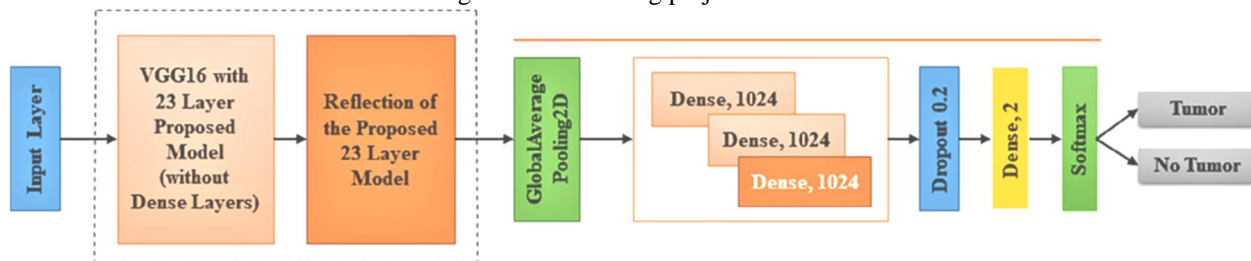 Input Layer
VGG16 with
23 Layer
Proposed
Model
(without
Dense Layers)
Reflection of
the Proposed
23 Layer
Model
GlobalAverage
Pooling2D
Dense, 1024
Dense, 1024
Dense, 1024
Dropout 0.2
Dense, 2
Softmax
Tumor
No Tumor